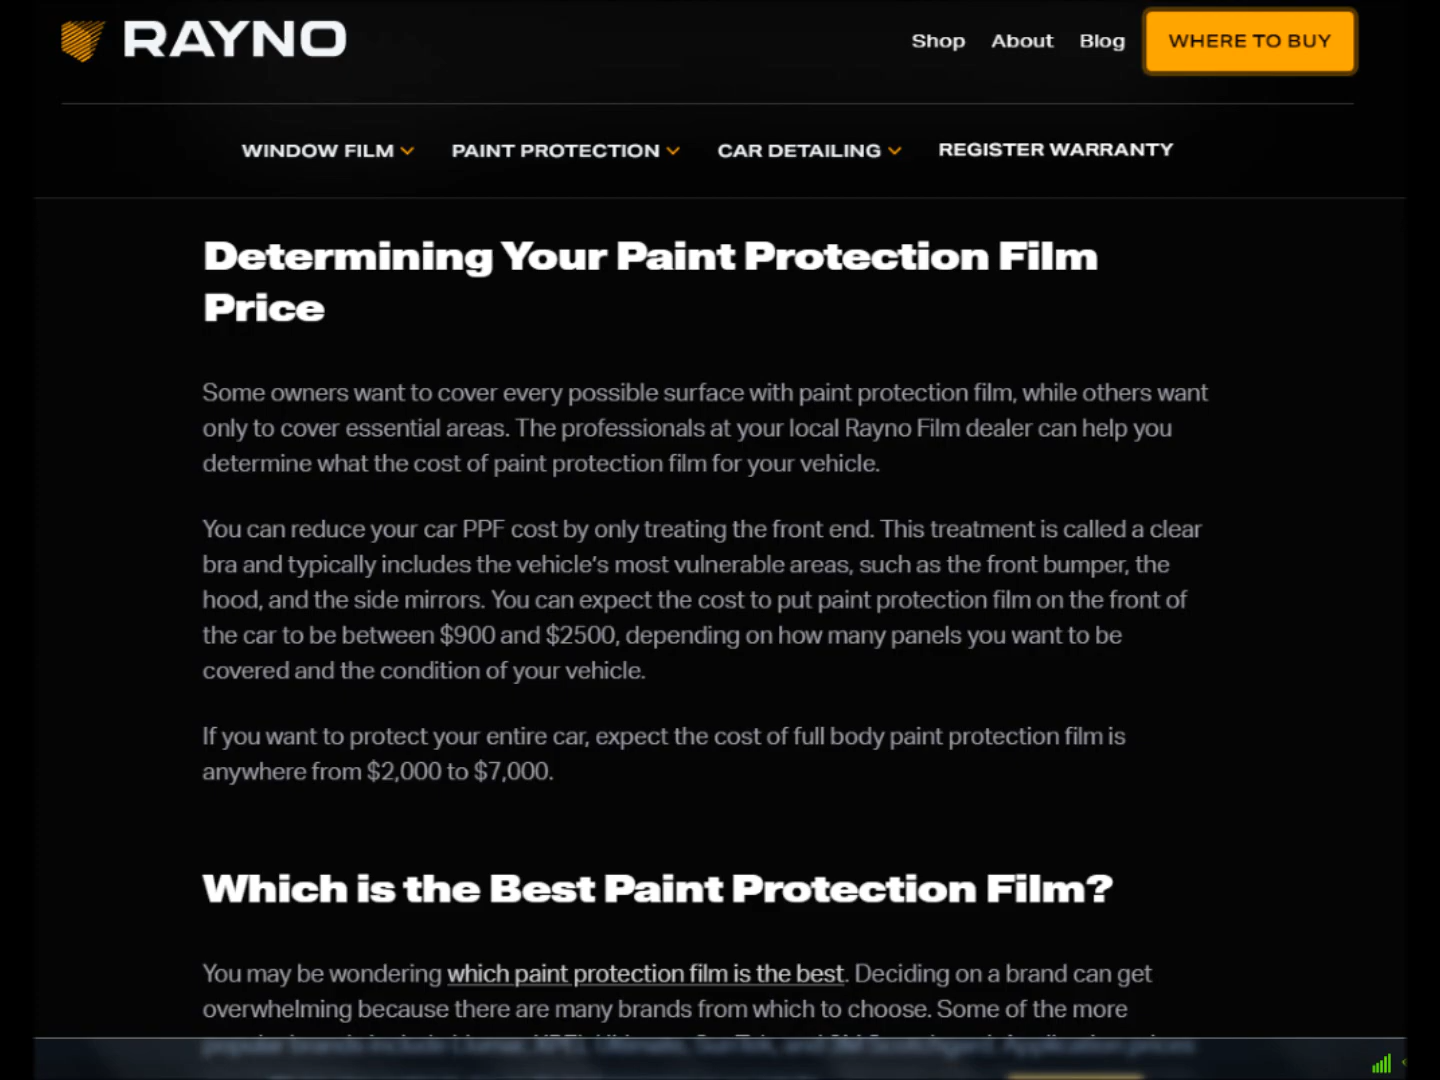 RAYNO
Shop About Blog WHERE TO BUY
WINDOW FILM PAINT PROTECTION CAR DETAILING REGISTER WARRANTY
Determining Your Paint Protection Film
Price
Some owners want to cover every possible surface with paint protection film, while others want
only to cover essential areas. The professionals at your local Rayno Film dealer can help you
determine what the cost of paint protection film for your vehicle.
You can reduce your car PPF cost by only treating the front end. This treatment is called a clear
bra and typically includes the vehicle's most vulnerable areas, such as the front bumper, the
hood, and the side mirrors. You can expect the cost to put paint protection film on the front of
the car to be between $900 and $2500, depending on how many panels you want to be
covered and the condition of your vehicle.
If you want to protect your entire car, expect the cost of full body paint protection film is
anywhere from $2,000 to $7,000.
Which is the Best Paint Protection Film?
You may be wondering which paint protection film is the best. Deciding on a brand can get
overwhelming because there are many brands from which to choose. Some of the more